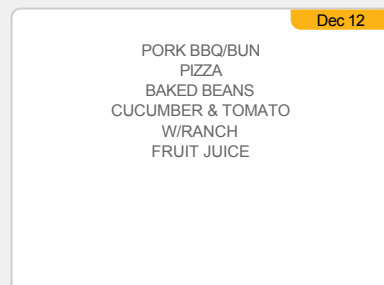 Dec 12
PORK BBQ/BUN
PIZZA
BAKED BEANS
CUCUMBER & TOMATO
W/RANCH
FRUIT JUICE